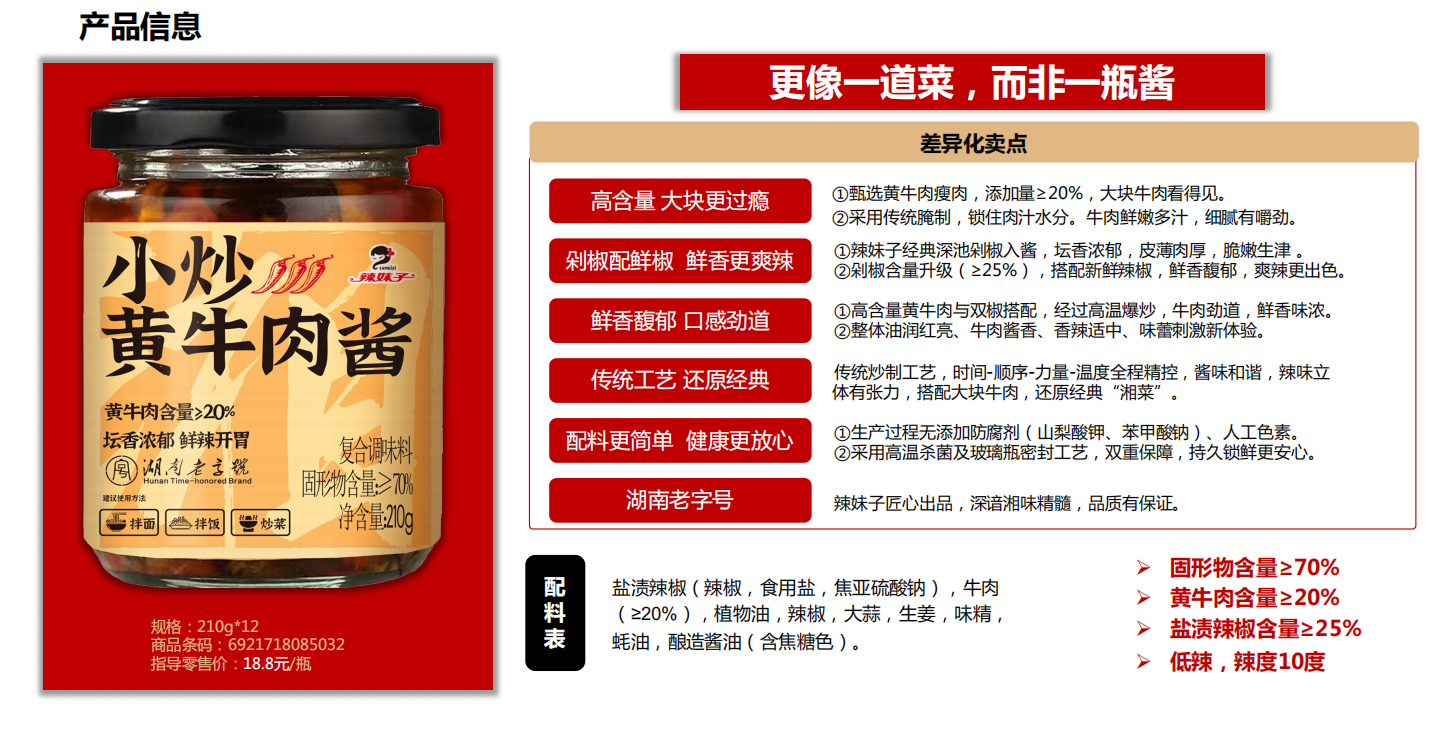 产品信息
小炒
LAMEIZI
辣妹子
黄牛肉酱
黄牛肉含量≥20%
坛香浓郁 鲜辣开胃
湖南老字號
Hunan Time-honored Brand
建议使用方法
拌面
拌饭
炒菜
复合调味料
固形物含量:≥70%
净含量:210g
规格：210g*12
商品条码：6921718085032
指导零售价：18.8元/瓶
更像一道菜，而非一瓶酱
差异化卖点
高含量 大块更过瘾
①甄选黄牛肉瘦肉，添加量≥20%，大块牛肉看得见。
②采用传统腌制，锁住肉汁水分。牛肉鲜嫩多汁，细腻有嚼劲。
剁椒配鲜椒 鲜香更爽辣
①辣妹子经典深池剁椒入酱，坛香浓郁，皮薄肉厚，脆嫩生津 。
②剁椒含量升级（≥25%），搭配新鲜辣椒，鲜香馥郁，爽辣更出色。
鲜香馥郁 口感劲道
①高含量黄牛肉与双椒搭配，经过高温爆炒，牛肉劲道，鲜香味浓。
②整体油润红亮、牛肉酱香、香辣适中、味蕾刺激新体验。
传统工艺 还原经典
传统炒制工艺，时间-顺序-力量-温度全程精控，酱味和谐，辣味立
体有张力，搭配大块牛肉，还原经典“湘菜”。
配料更简单 健康更放心
①生产过程无添加防腐剂（山梨酸钾、苯甲酸钠）、人工色素。
②采用高温杀菌及玻璃瓶密封工艺，双重保障，持久锁鲜更安心。
湖南老字号
辣妹子匠心出品，深谙湘味精髓，品质有保证。
配料表
盐渍辣椒（辣椒，食用盐，焦亚硫酸钠），牛肉
（≥20%），植物油，辣椒，大蒜，生姜，味精，
蚝油，酿造酱油（含焦糖色）。
固形物含量≥70%
黄牛肉含量≥20%
盐渍辣椒含量≥25%
低辣，辣度10度